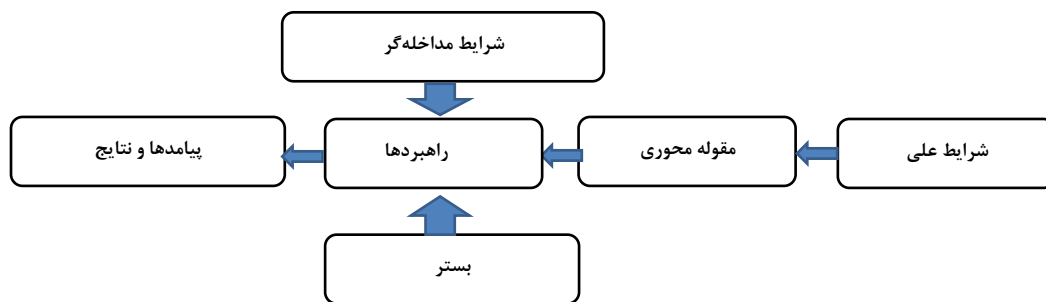 شرایط مداخله‌گر
شرایط علی
مقوله محوری
راهبردها
پیامدها و نتایج
بستر